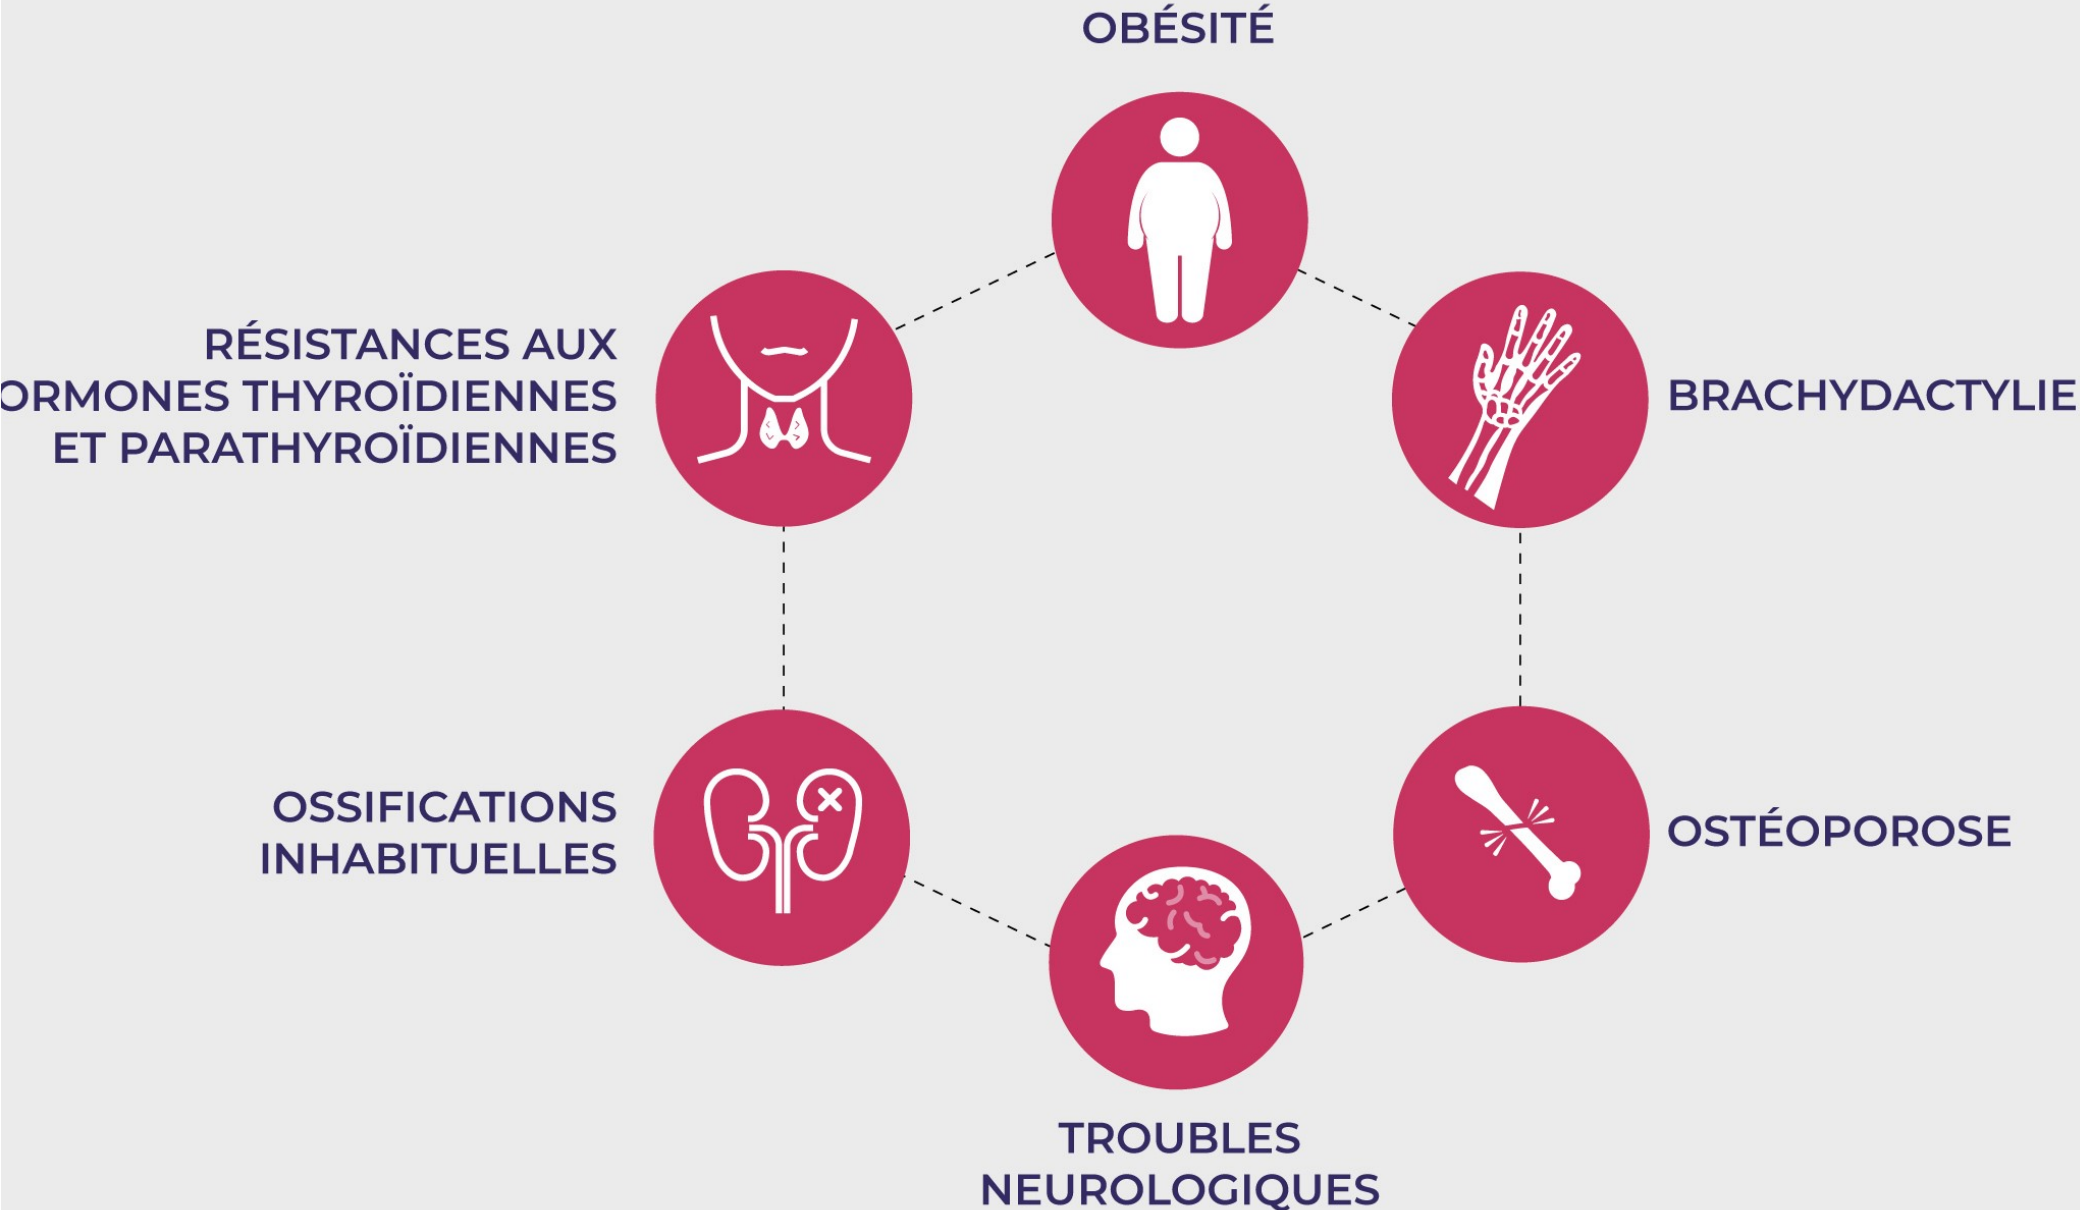 OBÉSITÉ
RÉSISTANCES AUX
ORMONES THYROÏDIENNES
ET PARATHYROÏDIENNES
BRACHYDACTYLIE
OSSIFICATIONS
INHABITUELLES
OSTÉOPOROSE
TROUBLES
NEUROLOGIQUES